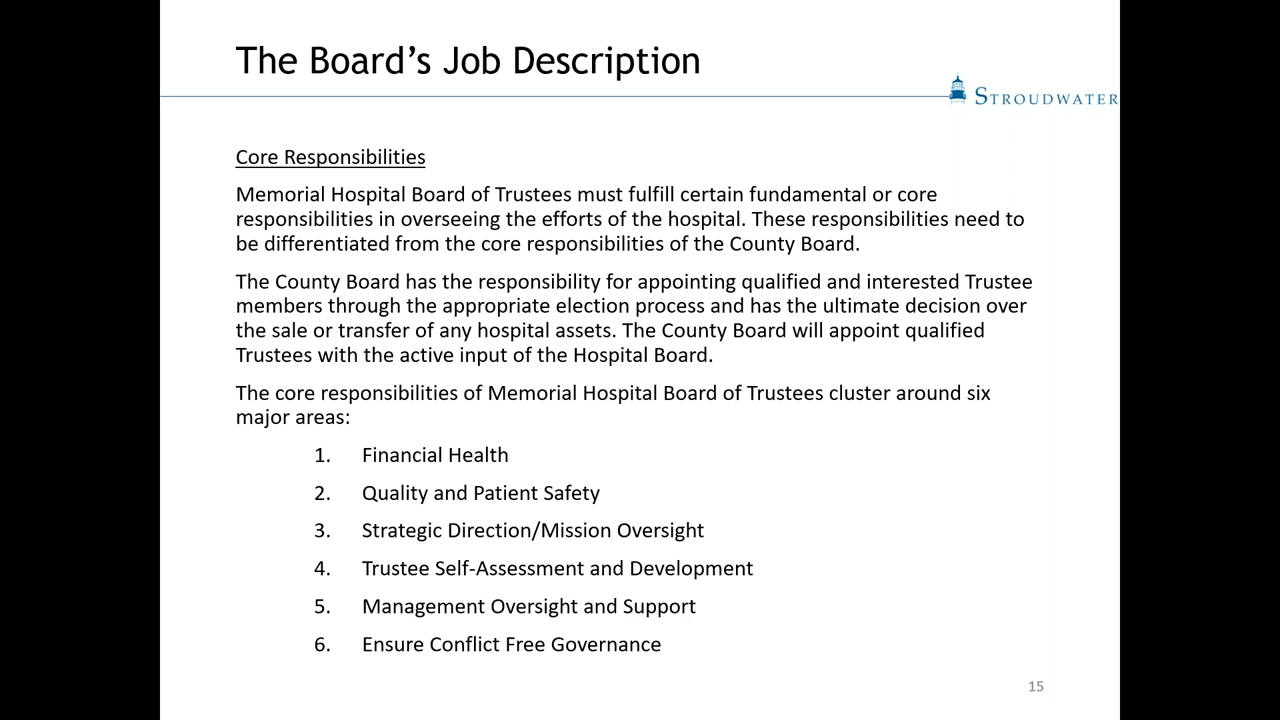 The Board’s Job Description
STROUDWATER
Core Responsibilities
Memorial Hospital Board of Trustees must fulfill certain fundamental or core
responsibilities in overseeing the efforts of the hospital. These responsibilities need to
be differentiated from the core responsibilities of the County Board.
The County Board has the responsibility for appointing qualified and interested Trustee
members through the appropriate election process and has the ultimate decision over
the sale or transfer of any hospital assets. The County Board will appoint qualified
Trustees with the active input of the Hospital Board.
The core responsibilities of Memorial Hospital Board of Trustees cluster around six
major areas:
1. Financial Health
2. Quality and Patient Safety
3. Strategic Direction/Mission Oversight
4. Trustee Self-Assessment and Development
5. Management Oversight and Support
6. Ensure Conflict Free Governance
15